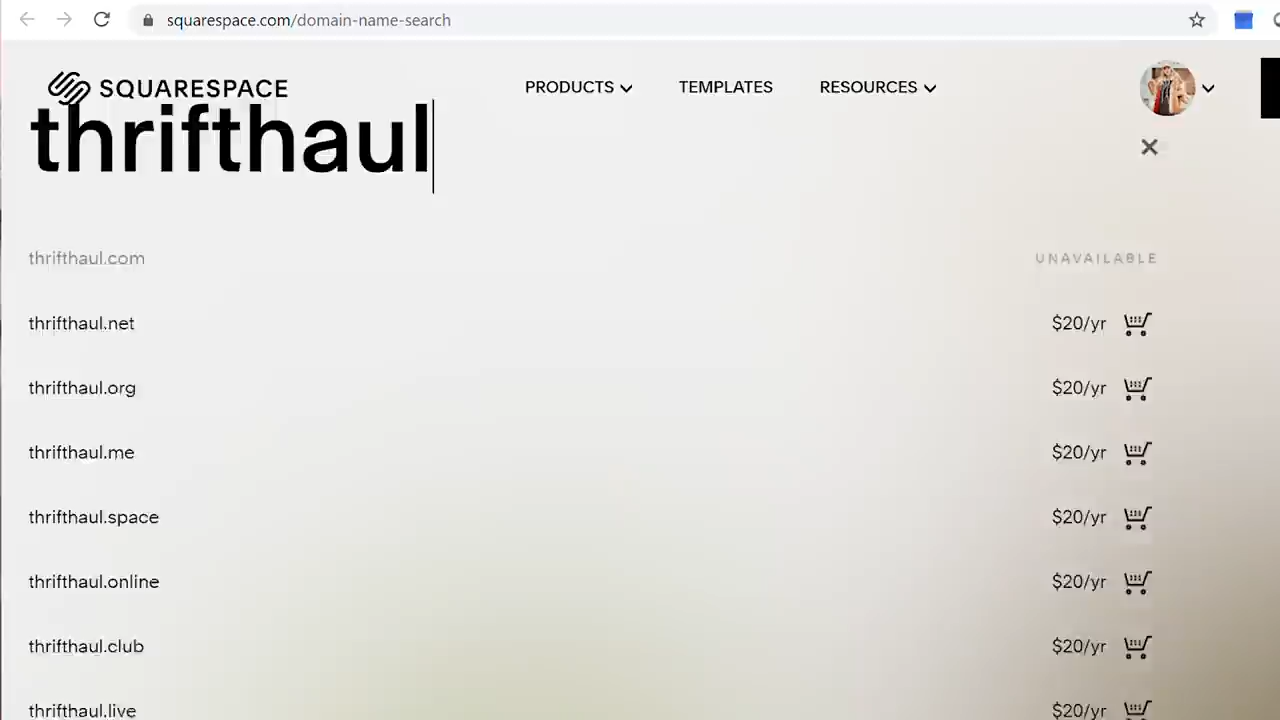 squarespace.com/domain-name-search
SQUARESPACE
PRODUCTS
TEMPLATES
RESOURCES
thrifthaul
thrifthaul.com UNAVAILABLE
thrifthaul.net $20/yr
thrifthaul.org $20/yr
thrifthaul.me $20/yr
thrifthaul.space $20/yr
thrifthaul.online $20/yr
thrifthaul.club $20/yr
thrifthaul.live $20/yr